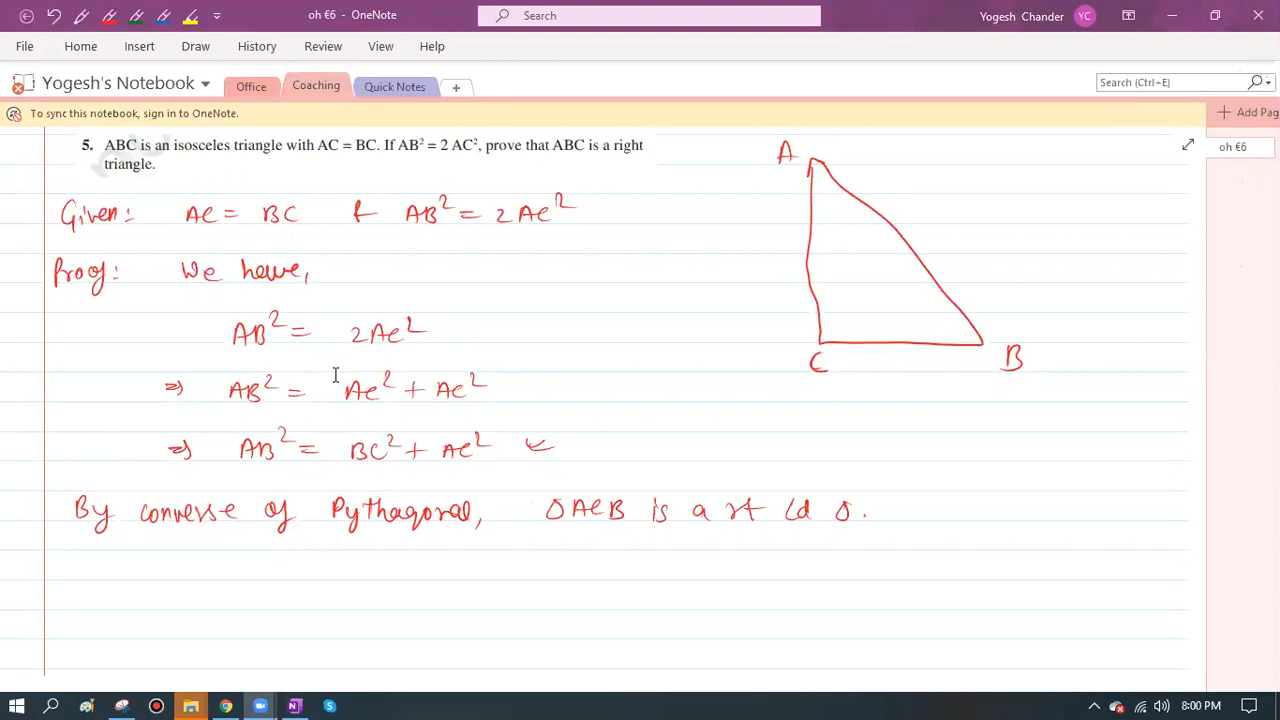 oh €6 - OneNote
Search
Yogesh Chander
YC
File Home Insert Draw History Review View Help
Yogesh's Notebook
Office
Coaching
Quick Notes
Search (Ctrl+E)
To sync this notebook, sign in to OneNote.
Add Pag
oh €6
5. ABC is an isosceles triangle with AC = BC. If AB² = 2 AC², prove that ABC is a right
triangle.
Given: AC = BC & AB² = 2AC²
Proof: We have,
AB² = 2AC²
⇒ AB² = AC² + AC²
⇒ AB² = BC² + AC²
By converse of Pythagoral, ΔACB is a rt ∠d Δ.
A
C
B
8:00 PM